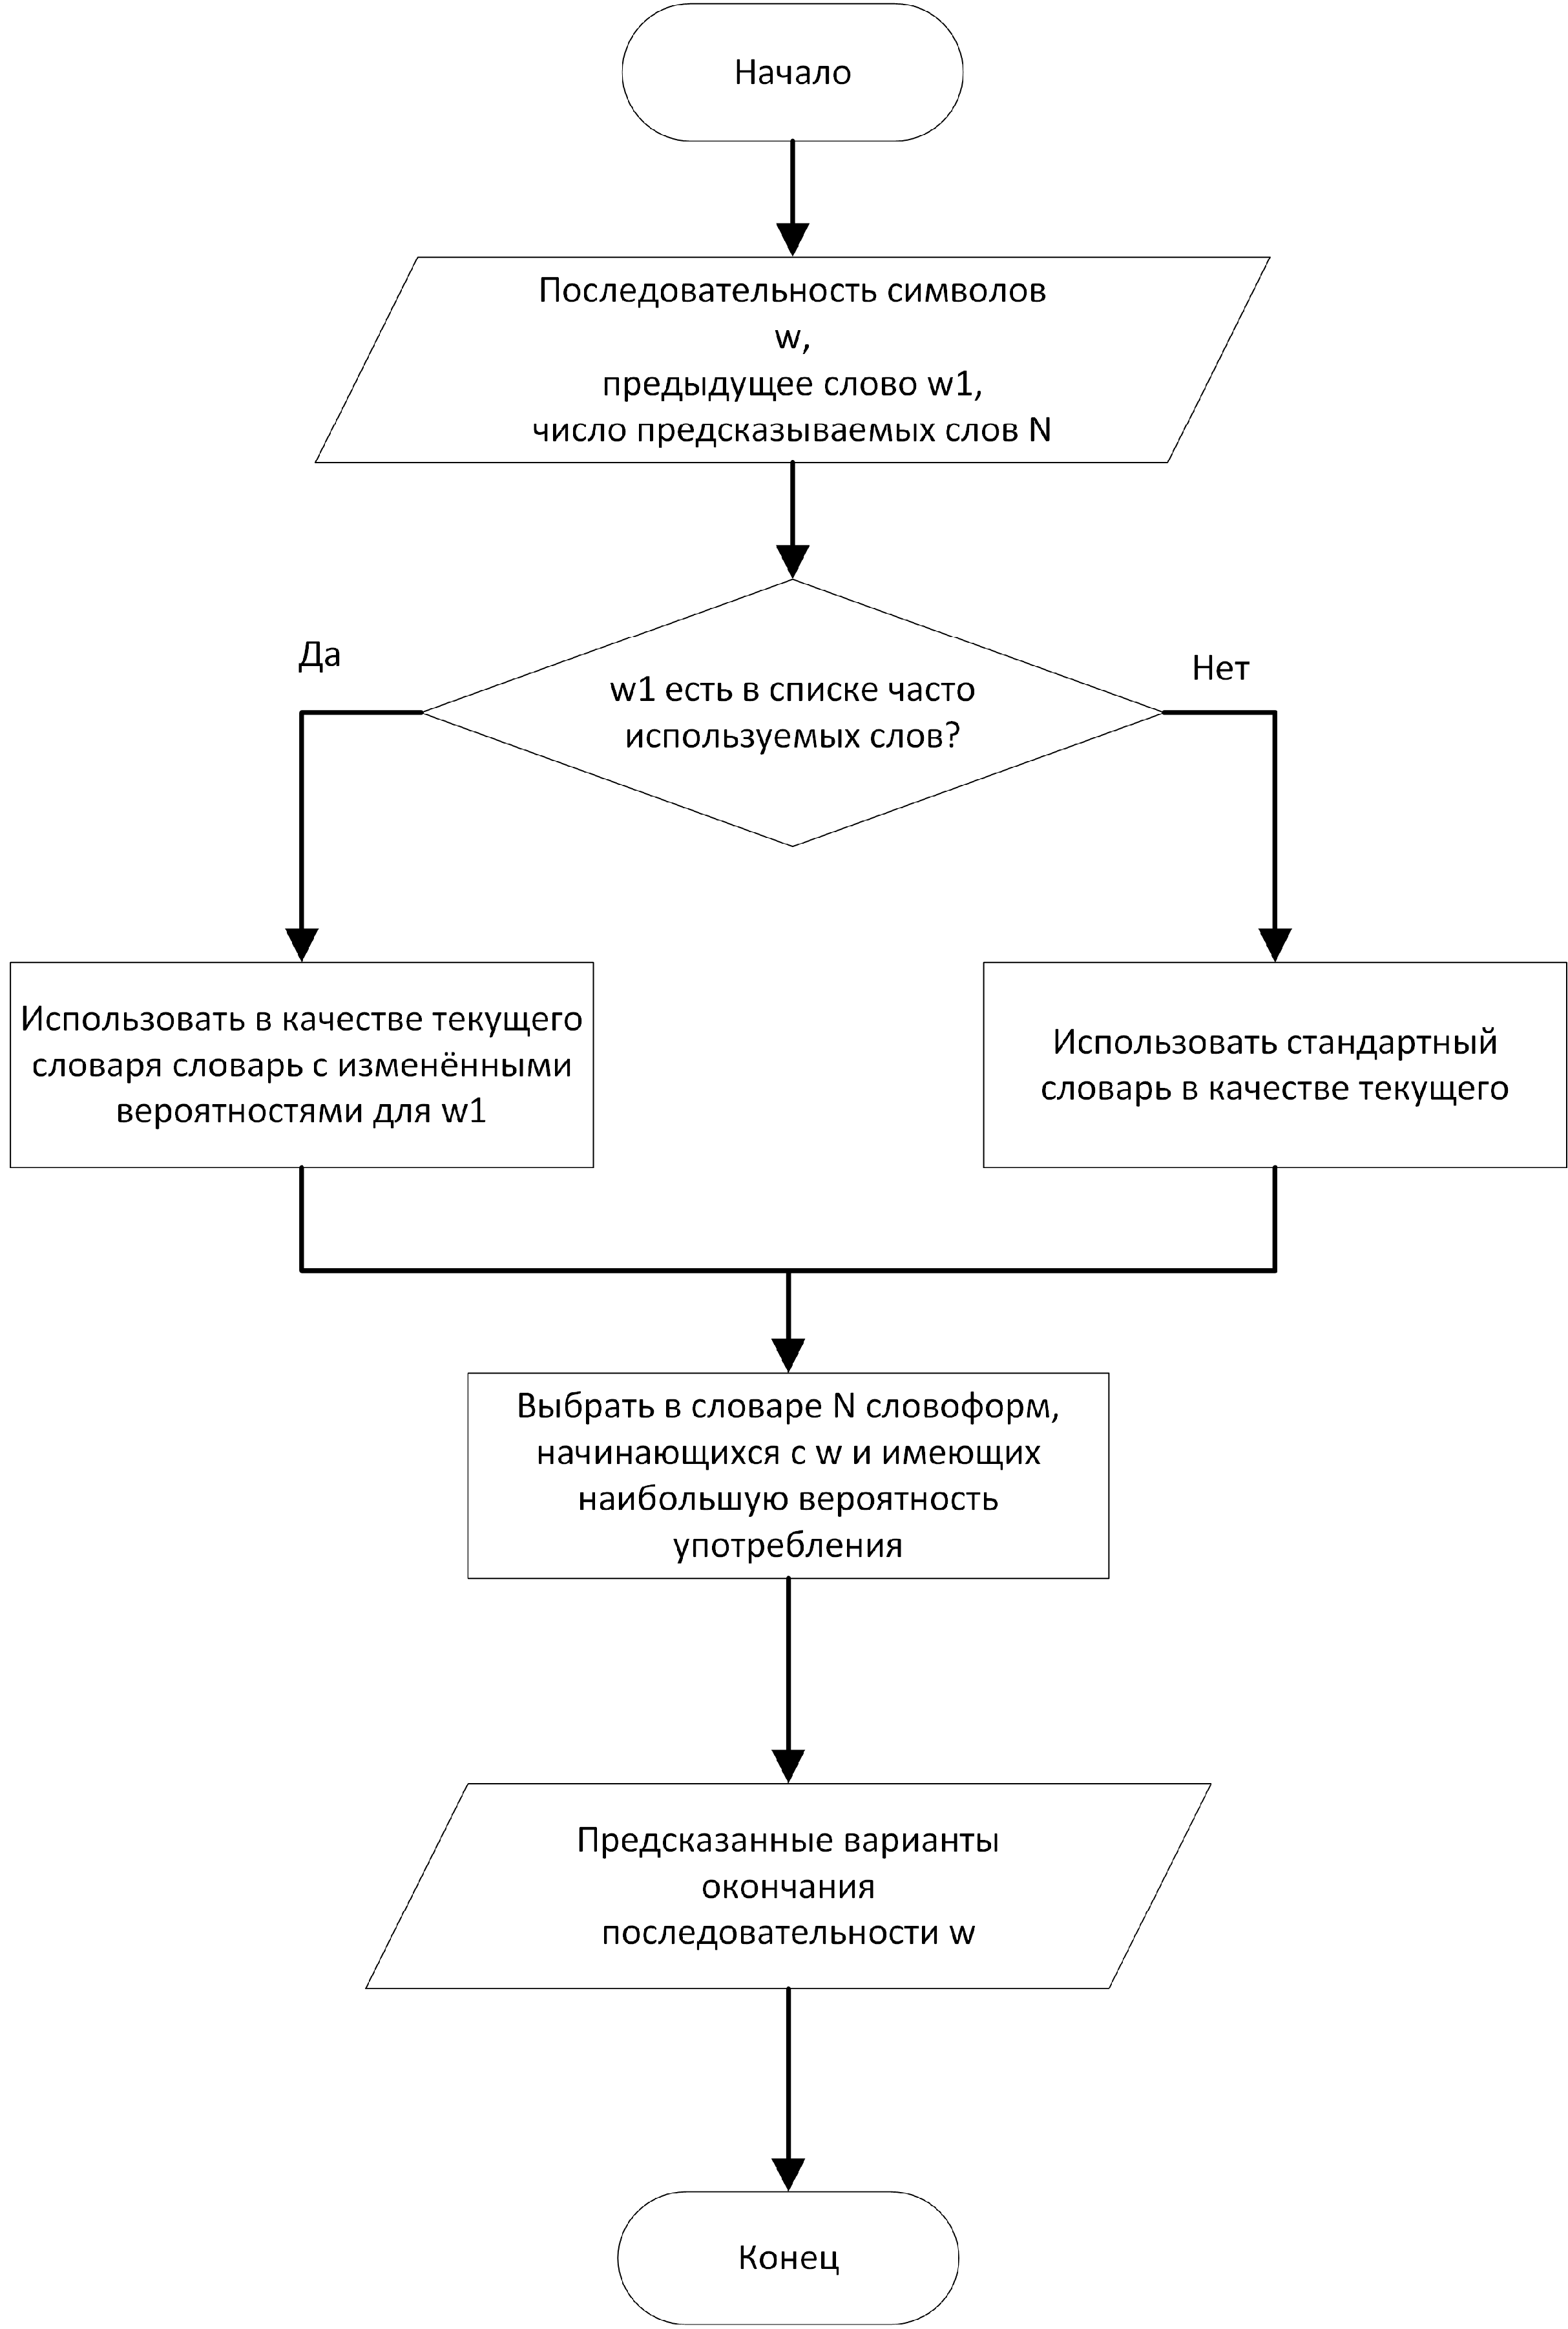 Начало
Последовательность символов
w,
предыдущее слово w1,
число предсказываемых слов N
Да
Нет
w1 есть в списке часто
используемых слов?
Использовать в качестве текущего
словаря словарь с изменёнными
вероятностями для w1
Использовать стандартный
словарь в качестве текущего
Выбрать в словаре N словоформ,
начинающихся с w и имеющих
наибольшую вероятность
употребления
Предсказанные варианты
окончания
последовательности w
Конец